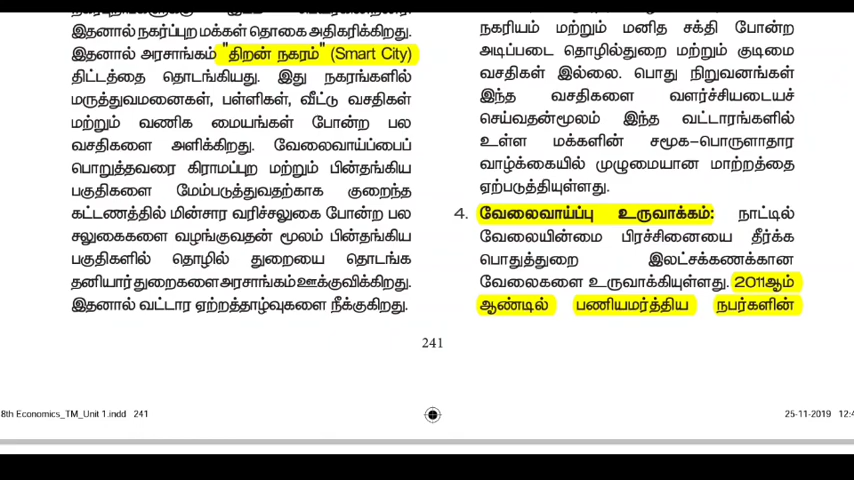 இதனால் நகர்ப்புற மக்கள் தொகை அதிகரிக்கிறது.
இதனால் அரசாங்கம் "திறன் நகரம்" (Smart City)
திட்டத்தை தொடங்கியது. இது நகரங்களில்
மருத்துவமனைகள், பள்ளிகள், வீட்டு வசதிகள்
மற்றும் வணிக மையங்கள் போன்ற பல
வசதிகளை அளிக்கிறது. வேலைவாய்ப்பைப்
பொறுத்தவரை கிராமப்புற மற்றும் பின்தங்கிய
பகுதிகளை மேம்படுத்துவதற்காக குறைந்த
கட்டணத்தில் மின்சார வரிச்சலுகை போன்ற பல
சலுகைகளை வழங்குவதன் மூலம் பின்தங்கிய
பகுதிகளில் தொழில் துறையை தொடங்க
தனியார் துறைகளை அரசாங்கம் ஊக்குவிக்கிறது.
இதனால் வட்டார ஏற்றத்தாழ்வுகளை நீக்குகிறது.
நகரியம் மற்றும் மனித சக்தி போன்ற
அடிப்படை தொழில்துறை மற்றும் குடிமை
வசதிகள் இல்லை. பொது நிறுவனங்கள்
இந்த வசதிகளை வளர்ச்சியடையச்
செய்வதன்மூலம் இந்த வட்டாரங்களில்
உள்ள மக்களின் சமூக–பொருளாதார
வாழ்க்கையில் முழுமையான மாற்றத்தை
ஏற்படுத்தியுள்ளது.
4. வேலைவாய்ப்பு உருவாக்கம்: நாட்டில்
வேலையின்மை பிரச்சினையை தீர்க்க
பொதுத்துறை இலட்சக்கணக்கான
வேலைகளை உருவாக்கியுள்ளது. 2011ஆம்
ஆண்டில் பணியமர்த்திய நபர்களின்
241
8th Economics_TM_Unit 1.indd 241
25-11-2019